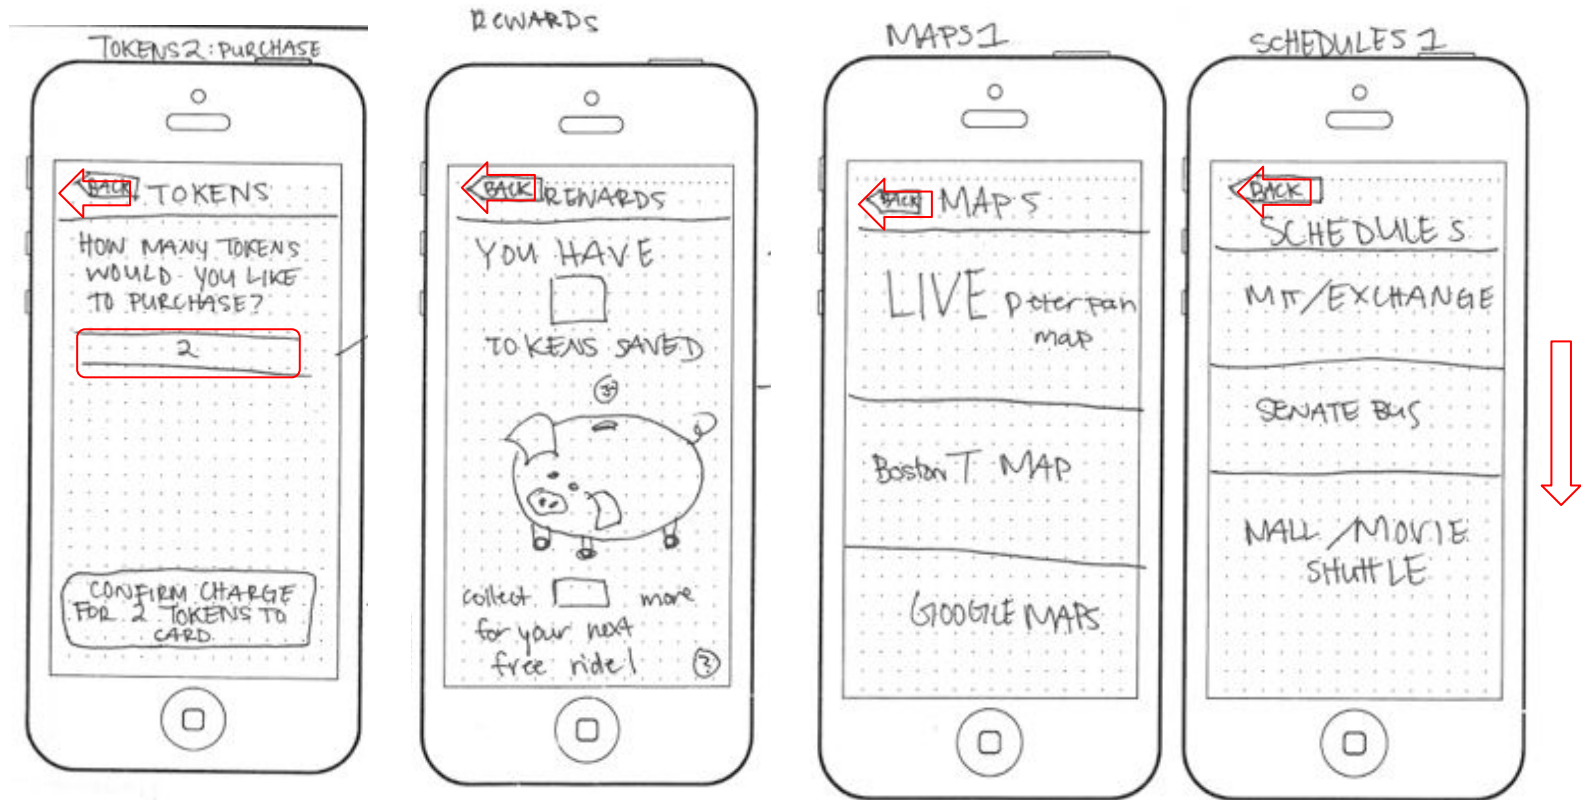 TOKENS2: PURCHASE
BACK
TOKENS
HOW MANY TOKENS
WOULD YOU LIKE
TO PURCHASE?
2
CONFIRM CHARGE
FOR 2 TOKENS TO
CARD
REWARDS
BACK
REWARDS
YOU HAVE
TOKENS SAVED
collect more
for your next
free ride!
?
MAPS1
BACK
MAPS
LIVE peter pan
map
Boston T MAP
GOOGLE MAPS
SCHEDULES 1
BACK
SCHEDULES
MIT/EXCHANGE
SENATE BUS
MALL/MOVIE
SHUTTLE